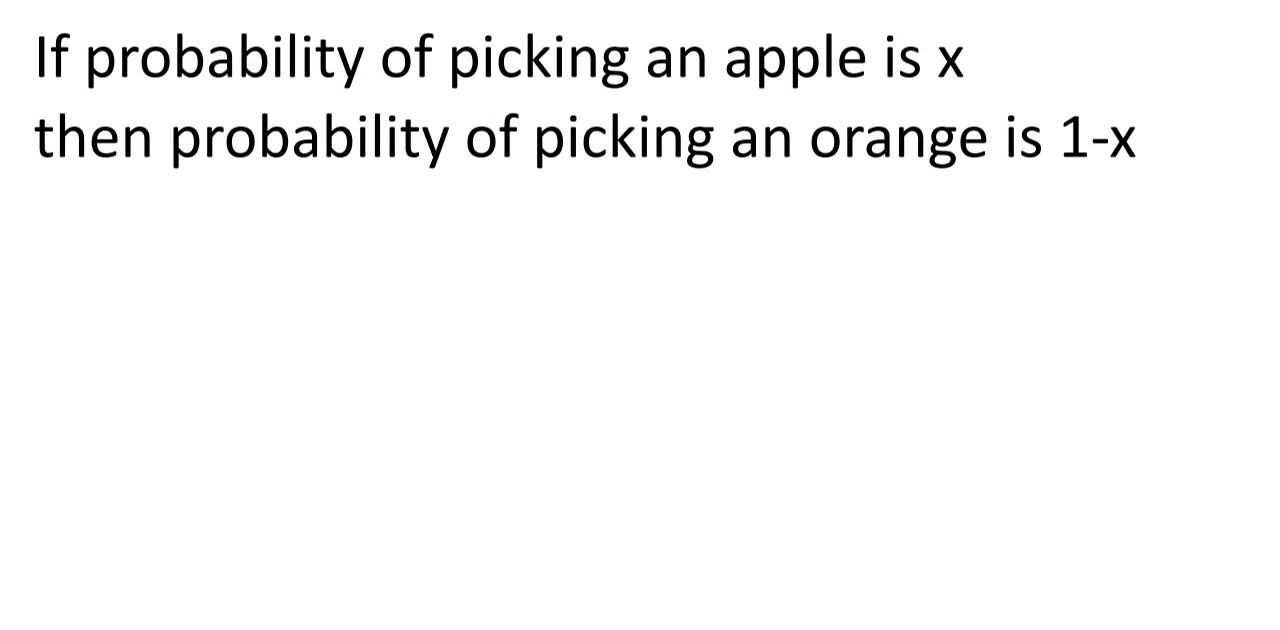 If probability of picking an apple is x
then probability of picking an orange is 1-x